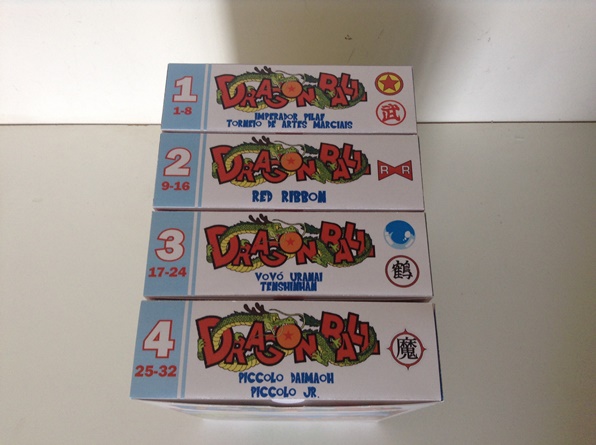 1
1-8
DRAGON BALL
IMPERADOR PILAF
TORNEIO DE ARTES MARCIAIS
武
2
9-16
DRAGON BALL
RED RIBBON
R R
3
17-24
DRAGON BALL
VOVÓ URANAI
TENSHINHAN
鶴
4
25-32
DRAGON BALL
PICCOLO DAIMAOH
PICCOLO JR.
魔